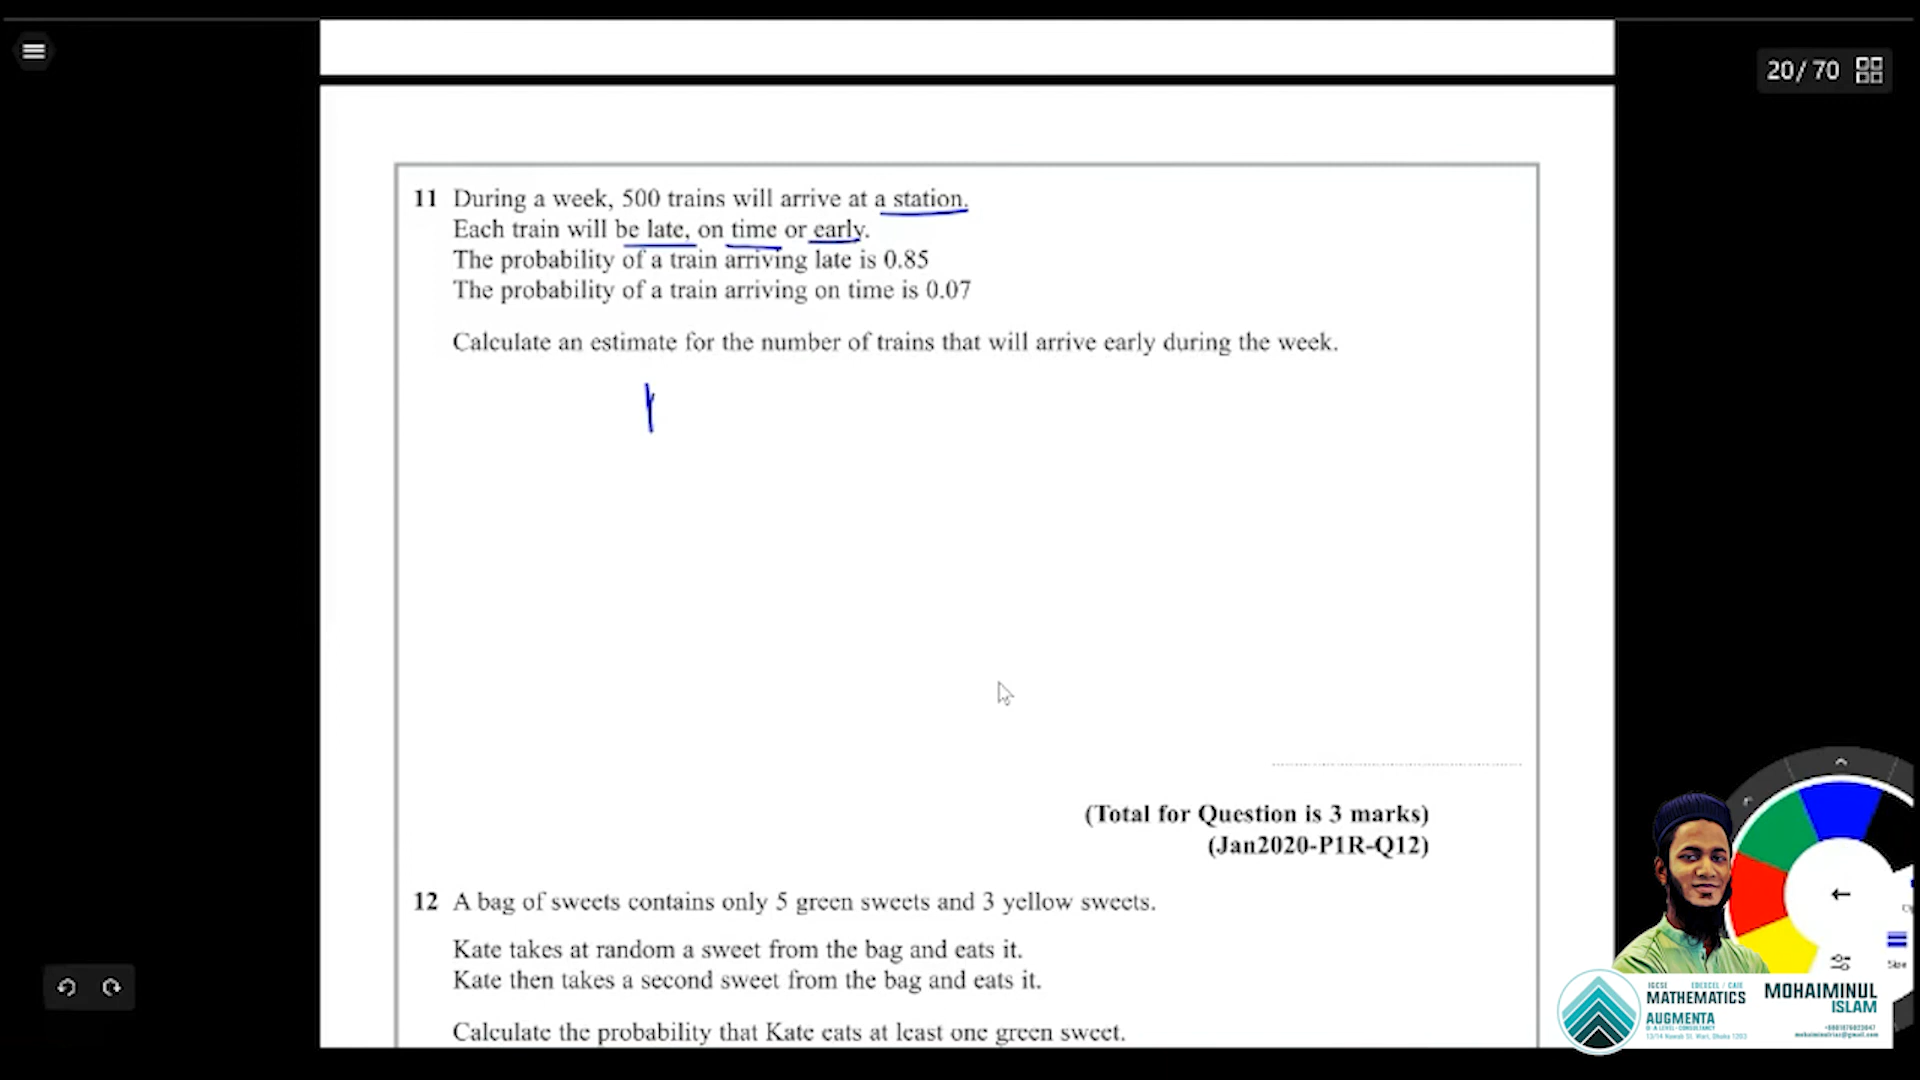 20/ 70
11 During a week, 500 trains will arrive at a station.
Each train will be late, on time or early.
The probability of a train arriving late is 0.85
The probability of a train arriving on time is 0.07
Calculate an estimate for the number of trains that will arrive early during the week.
(Total for Question is 3 marks)
(Jan2020-P1R-Q12)
12 A bag of sweets contains only 5 green sweets and 3 yellow sweets.
Kate takes at random a sweet from the bag and eats it.
Kate then takes a second sweet from the bag and eats it.
Calculate the probability that Kate eats at least one green sweet.
Size
IGCSE EDEXCEL / CAIE
MATHEMATICS
AUGMENTA
MOHAIMINUL
ISLAM